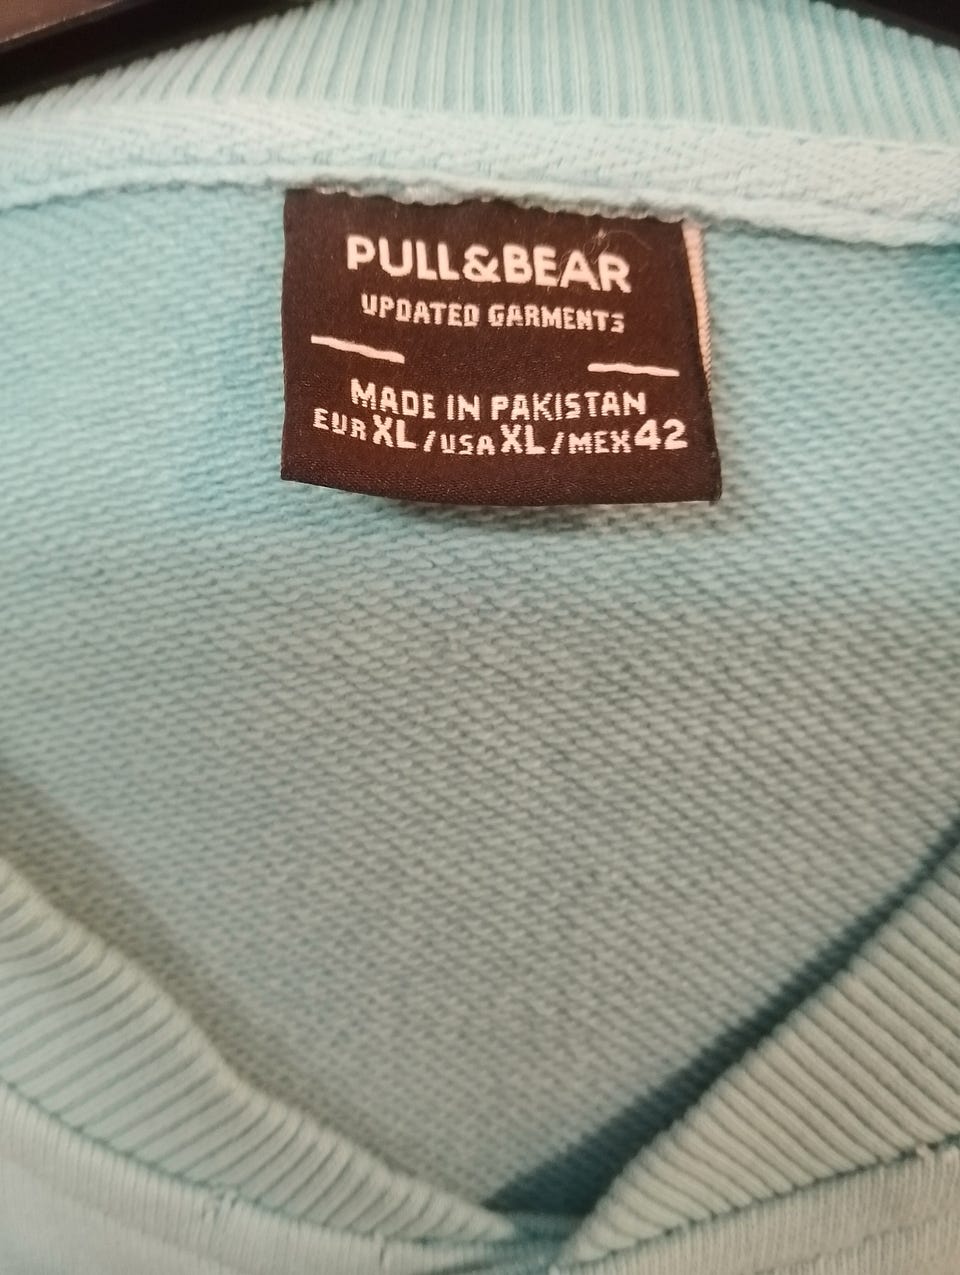 PULL&BEAR
UPDATED GARMENTS
MADE IN PAKISTAN
EUR XL / USA XL / MEX 42